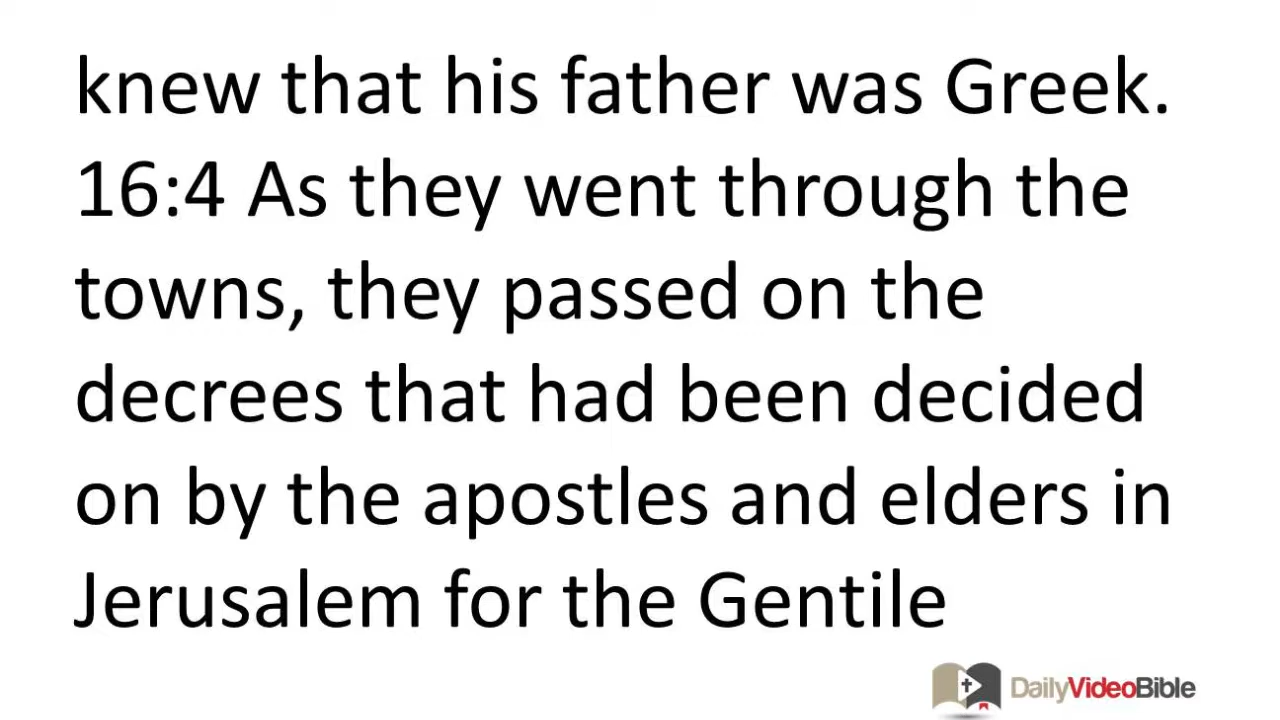 knew that his father was Greek.
16:4 As they went through the
towns, they passed on the
decrees that had been decided
on by the apostles and elders in
Jerusalem for the Gentile
DailyVideoBible